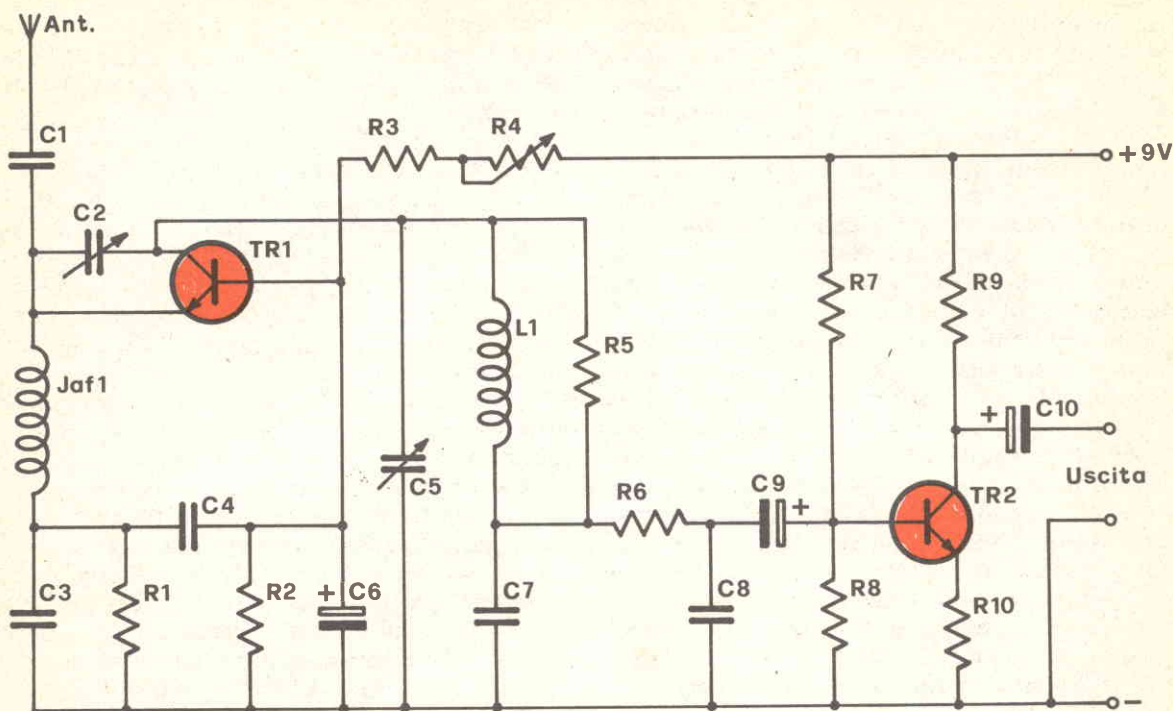 Ant.
C1
R3
R4
+9V
C2
TR1
R7
R9
L1
R5
Jaf1
+
C10
C5
Uscita
C4
R6
C9
+
TR2
C3
R1
R2
+
C6
C7
C8
R8
R10
-